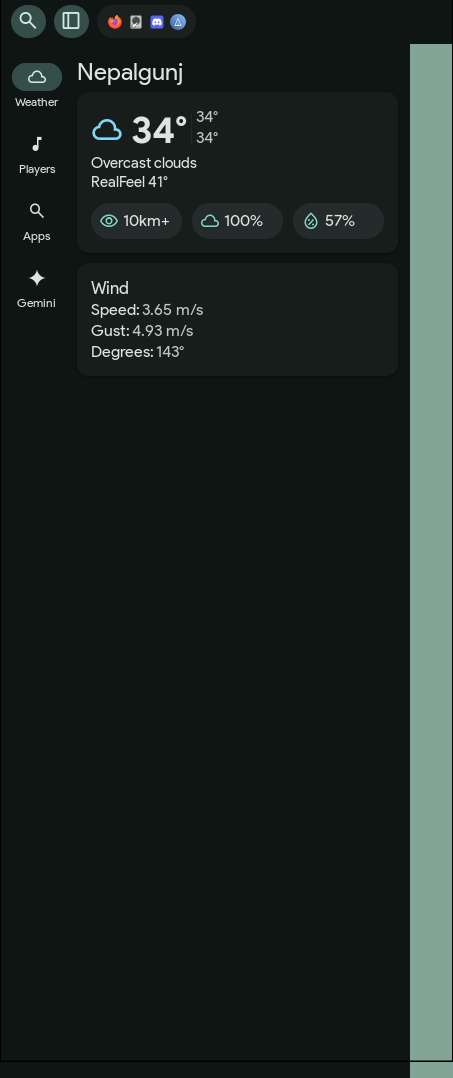 Nepalgunj
Weather
Players
Apps
Gemini
34°
34°
34°
Overcast clouds
RealFeel 41°
10km+
100%
57%
Wind
Speed: 3.65 m/s
Gust: 4.93 m/s
Degrees: 143°